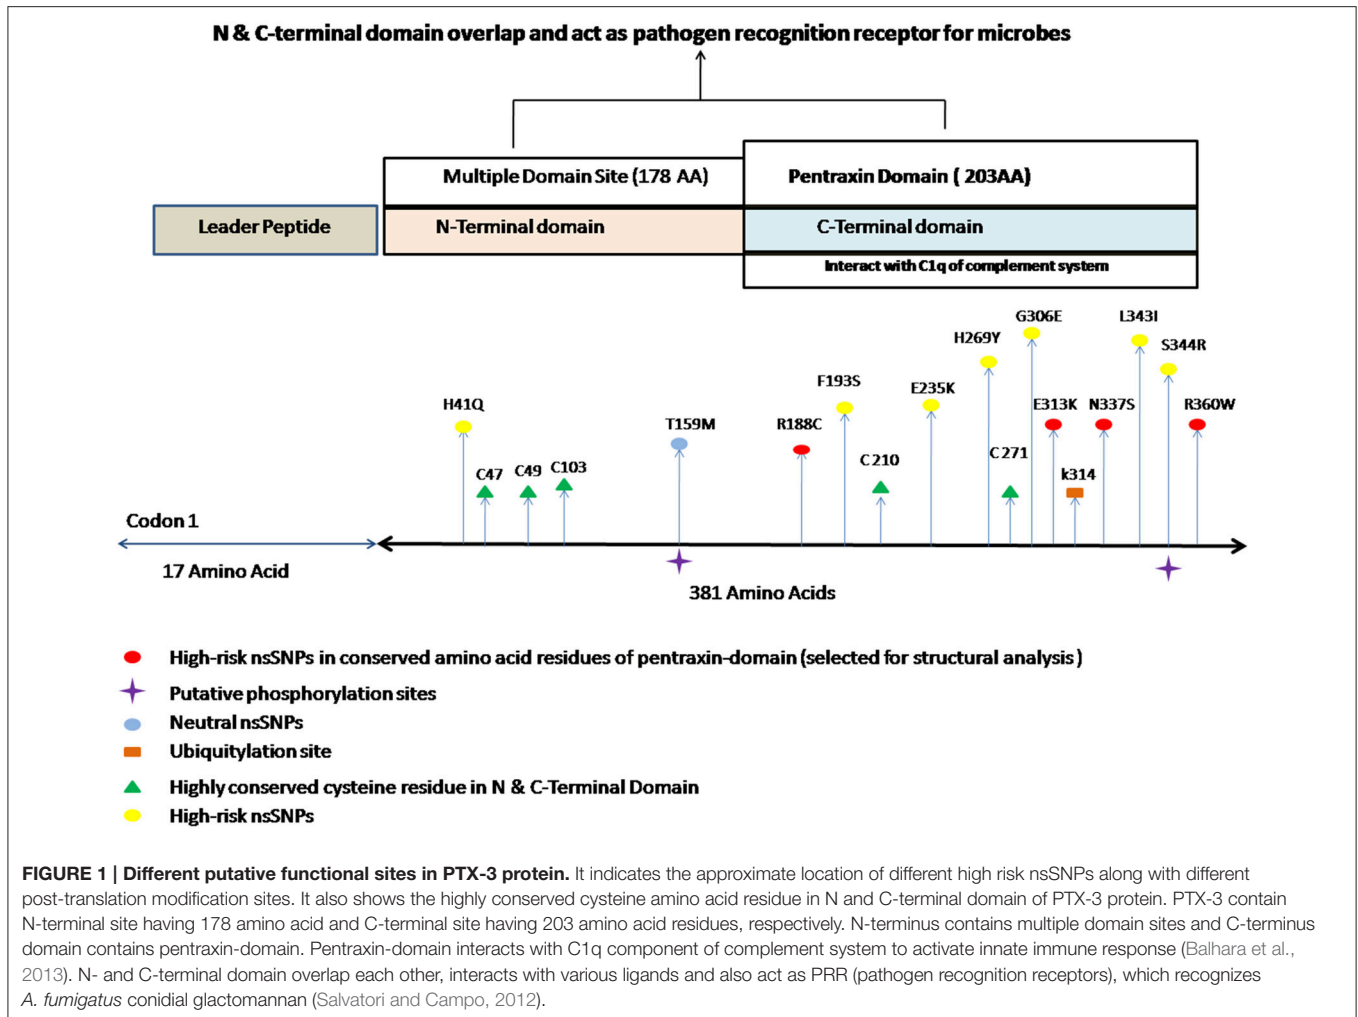 N & C-terminal domain overlap and act as pathogen recognition receptor for microbes
Multiple Domain Site (178 AA)
Pentraxin Domain ( 203AA)
Leader Peptide
N-Terminal domain
C-Terminal domain
Interact with C1q of complement system
G306E
L343I
H269Y
S344R
F193S
E235K
H41Q
T159M
R188C
E313K
N337S
R360W
C47
C49
C103
C210
C271
k314
Codon 1
17 Amino Acid
381 Amino Acids
High-risk nsSNPs in conserved amino acid residues of pentraxin-domain (selected for structural analysis)
Putative phosphorylation sites
Neutral nsSNPs
Ubiquitylation site
Highly conserved cysteine residue in N & C-Terminal Domain
High-risk nsSNPs
FIGURE 1 | Different putative functional sites in PTX-3 protein. It indicates the approximate location of different high risk nsSNPs along with different
post-translation modification sites. It also shows the highly conserved cysteine amino acid residue in N and C-terminal domain of PTX-3 protein. PTX-3 contain
N-terminal site having 178 amino acid and C-terminal site having 203 amino acid residues, respectively. N-terminus contains multiple domain sites and C-terminus
domain contains pentraxin-domain. Pentraxin-domain interacts with C1q component of complement system to activate innate immune response (Balhara et al.,
2013). N- and C-terminal domain overlap each other, interacts with various ligands and also act as PRR (pathogen recognition receptors), which recognizes
A. fumigatus conidial glactomannan (Salvatori and Campo, 2012).